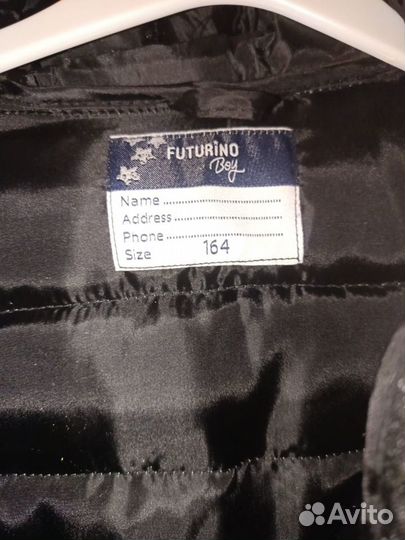 FUTURiNO
Boy
Name..............................
Address..........................
Phone.............................
Size 164
Avito